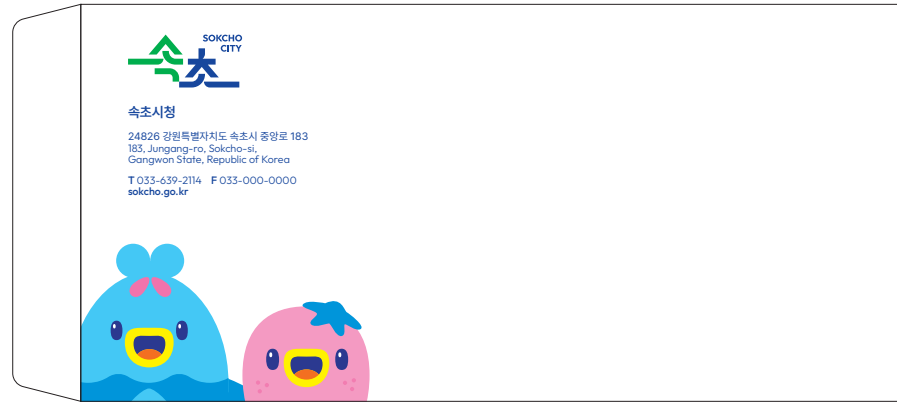 속초
SOKCHO
CITY
속초시청
24826 강원특별자치도 속초시 중앙로 183
183, Jungang-ro, Sokcho-si,
Gangwon State, Republic of Korea
T 033-639-2114 F 033-000-0000
sokcho.go.kr